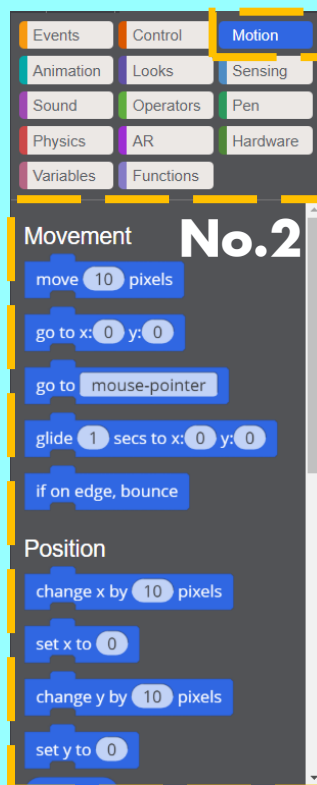 Events Control Motion
Animation Looks Sensing
Sound Operators Pen
Physics AR Hardware
Variables Functions
Movement No.2
move 10 pixels
go to x: 0 y: 0
go to mouse-pointer
glide 1 secs to x: 0 y: 0
if on edge, bounce
Position
change x by 10 pixels
set x to 0
change y by 10 pixels
set y to 0